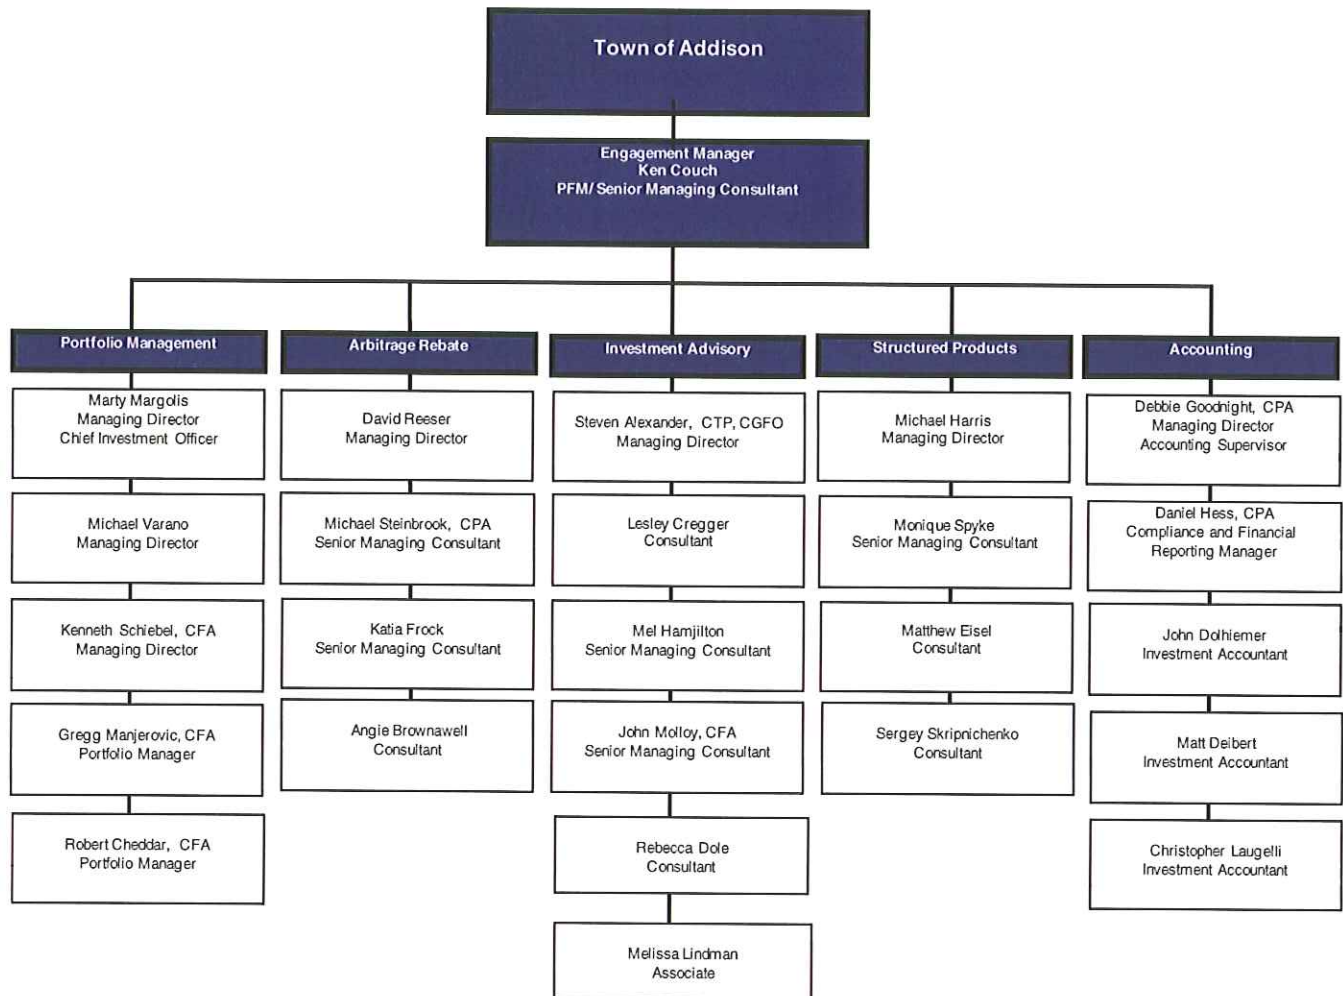 Town of Addison
Engagement Manager
Ken Couch
PFM/ Senior Managing Consultant
Portfolio Management
Marty Margolis
Managing Director
Chief Investment Officer
Michael Varano
Managing Director
Kenneth Schiebel, CFA
Managing Director
Gregg Manjerovic, CFA
Portfolio Manager
Robert Cheddar, CFA
Portfolio Manager
Arbitrage Rebate
David Reeser
Managing Director
Michael Steinbrook, CPA
Senior Managing Consultant
Katia Frock
Senior Managing Consultant
Angie Brownawell
Consultant
Investment Advisory
Steven Alexander, CTP, CGFO
Managing Director
Lesley Cregger
Consultant
Mel Hamjilton
Senior Managing Consultant
John Molloy, CFA
Senior Managing Consultant
Rebecca Dole
Consultant
Melissa Lindman
Associate
Structured Products
Michael Harris
Managing Director
Monique Spyke
Senior Managing Consultant
Matthew Eisel
Consultant
Sergey Skripnichenko
Consultant
Accounting
Debbie Goodnight, CPA
Managing Director
Accounting Supervisor
Daniel Hess, CPA
Compliance and Financial
Reporting Manager
John Dolhiemer
Investment Accountant
Matt Deibert
Investment Accountant
Christopher Laugelli
Investment Accountant